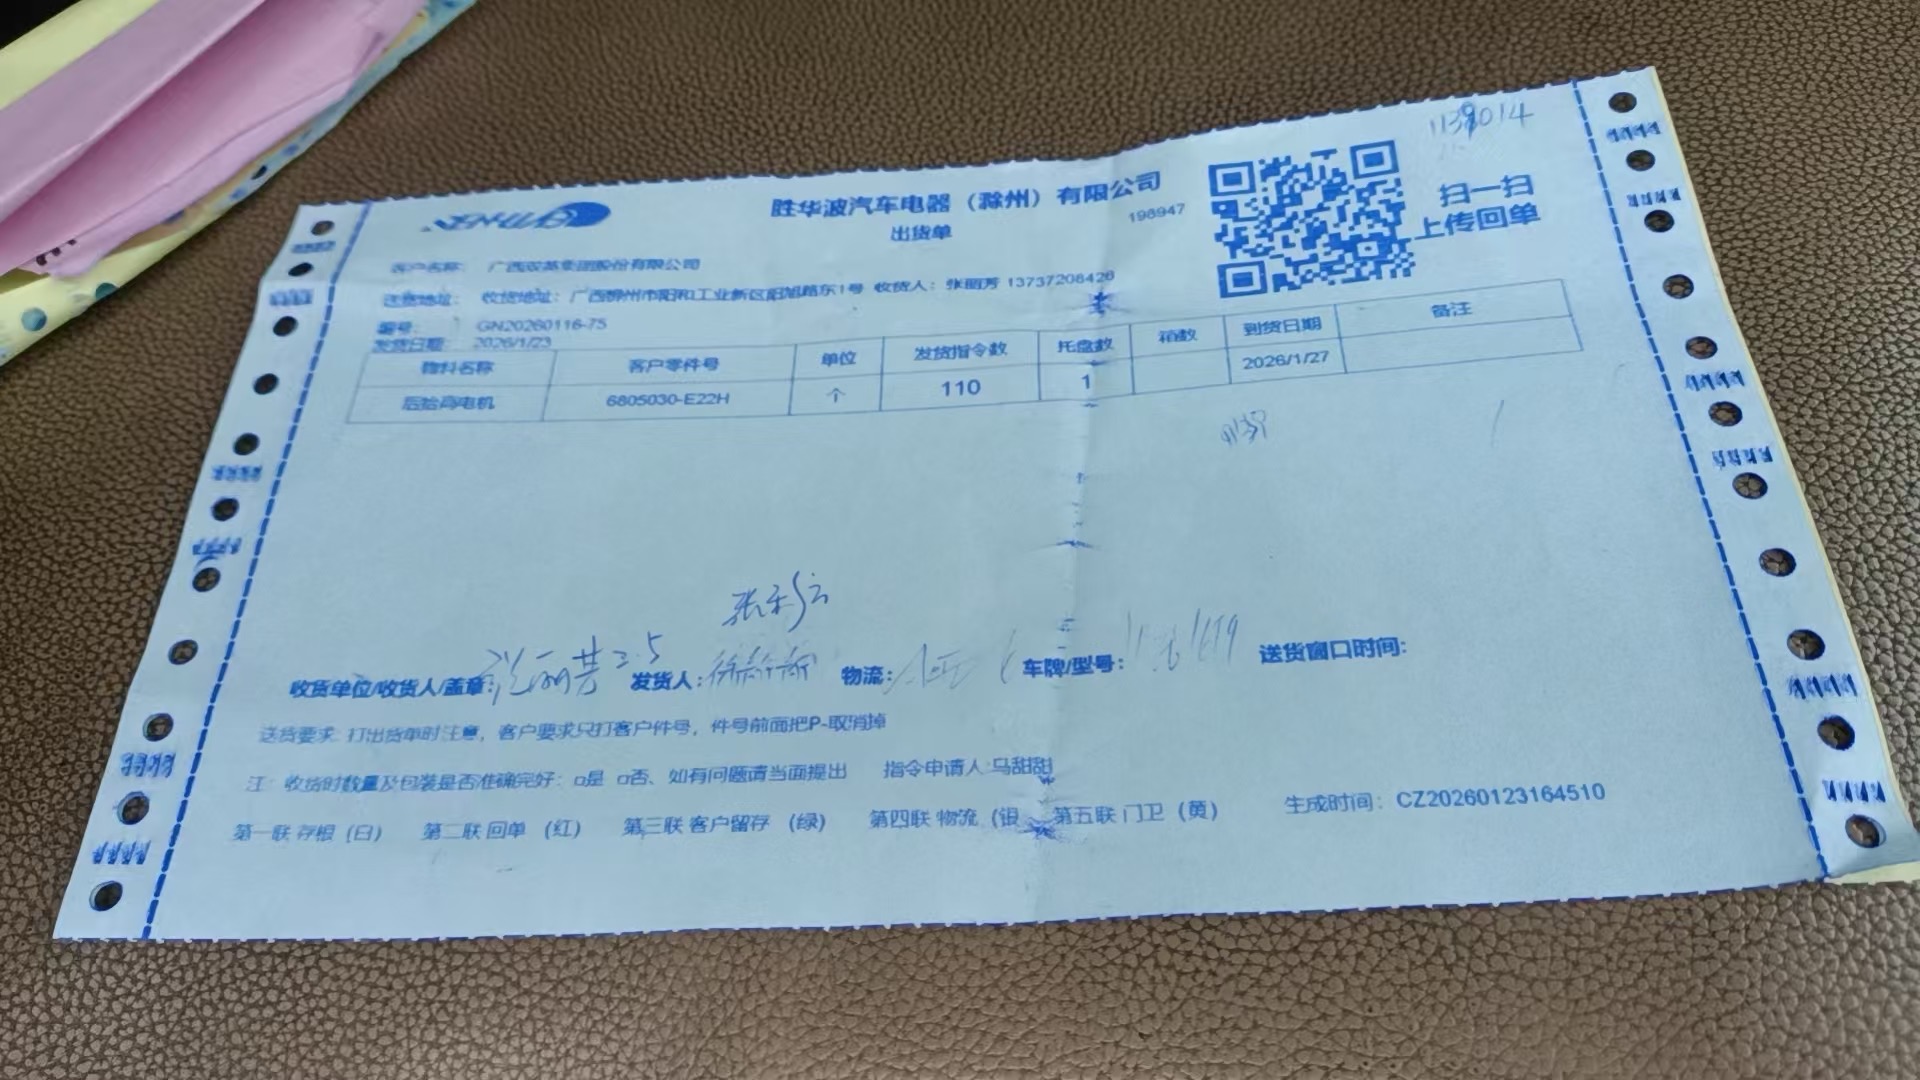 1139014
胜华波汽车电器（滁州）有限公司
198947
出货单
扫一扫
上传回单
客户名称： 广西双英集团股份有限公司
送货地址： 收货地址：广西柳州市阳和工业新区阳旭路东1号 收货人：张丽芳 13737208426
编号： GN20260116-75
发货日期 2026/1/23
物料名称 客户零件号 单位 发货指令数 托盘数 箱数 到货日期 备注
后抬高电机 6805030-E22H 个 110 1 2026/1/27
收货单位/收货人/盖章: 张丽芳 2.5 发货人: 物流: 车牌/型号: 送货窗口时间:
送货要求: 打出货单时注意，客户要求只打客户件号，件号前面把P-取消掉
注： 收货时数量及包装是否准确完好：□是 □否、如有问题请当面提出 指令申请人:马甜甜
第一联 存根（白） 第二联 回单 （红） 第三联 客户留存 （绿） 第四联 物流（银 第五联 门卫（黄） 生成时间：CZ20260123164510